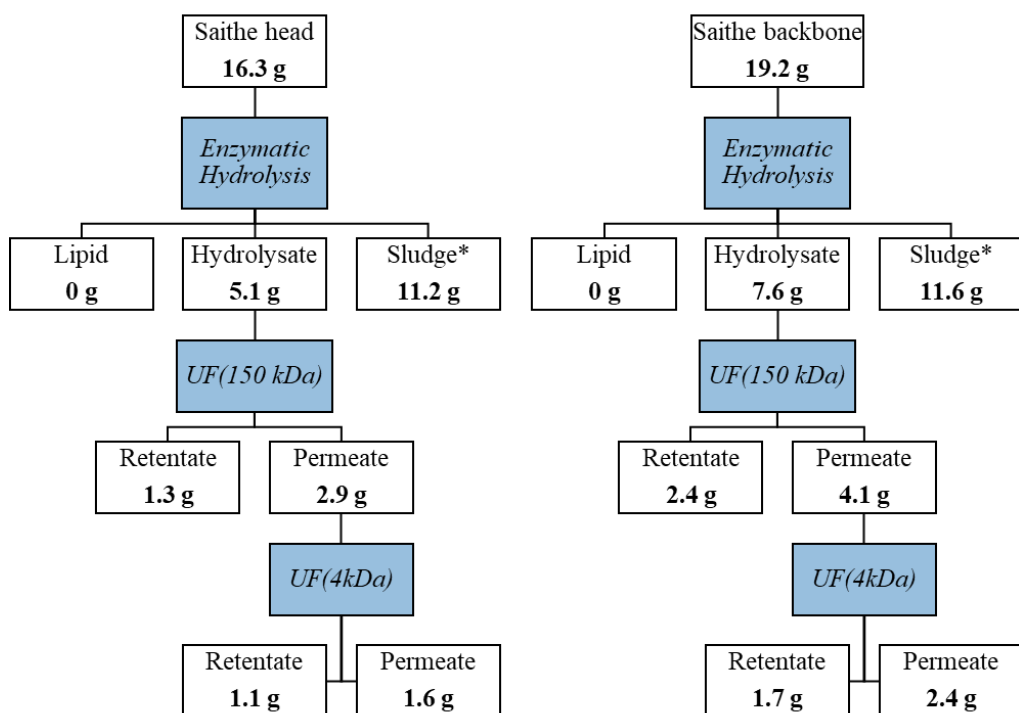 Saithe head
16.3 g
Enzymatic
Hydrolysis
Lipid
0 g
Hydrolysate
5.1 g
Sludge*
11.2 g
UF(150 kDa)
Retentate
1.3 g
Permeate
2.9 g
UF(4kDa)
Retentate
1.1 g
Permeate
1.6 g
Saithe backbone
19.2 g
Enzymatic
Hydrolysis
Lipid
0 g
Hydrolysate
7.6 g
Sludge*
11.6 g
UF(150 kDa)
Retentate
2.4 g
Permeate
4.1 g
UF(4kDa)
Retentate
1.7 g
Permeate
2.4 g